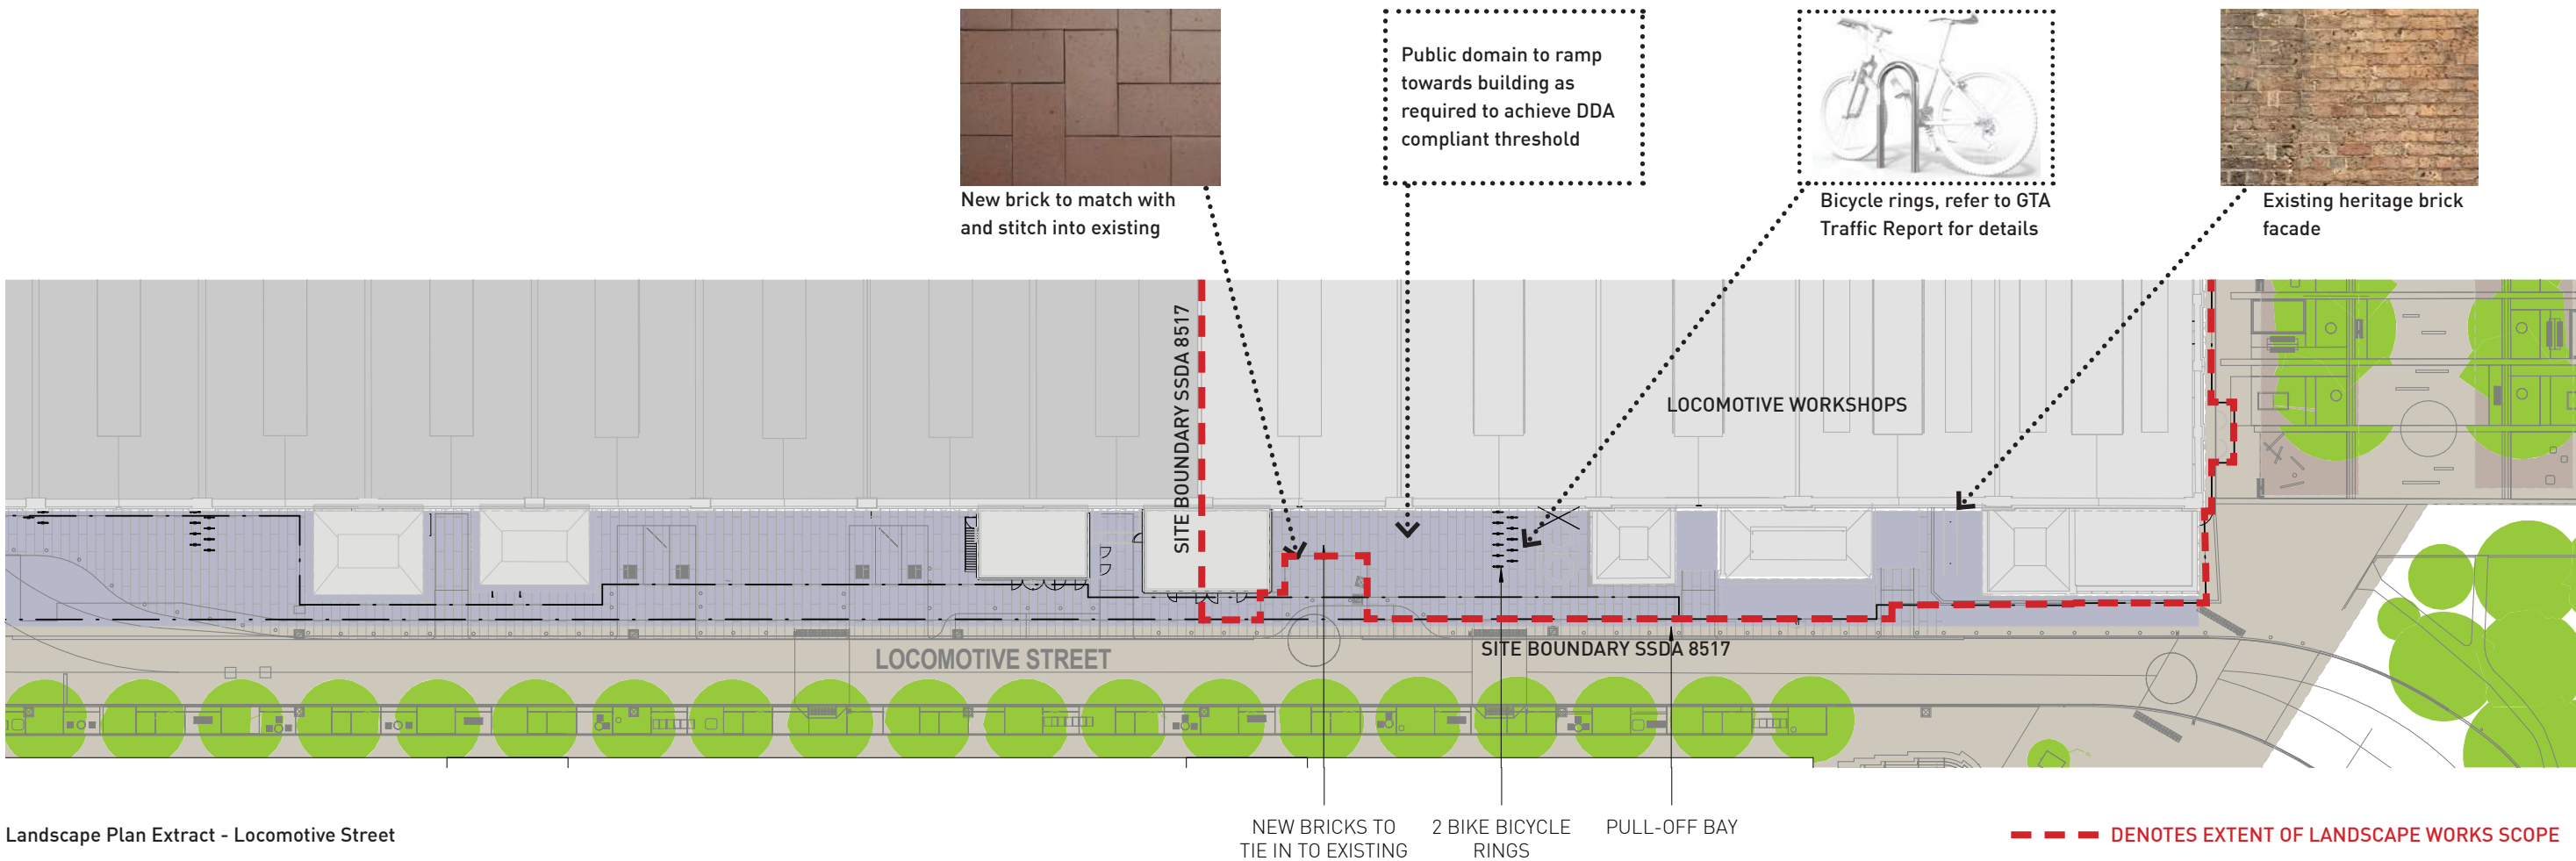 Public domain to ramp
towards building as
required to achieve DDA
compliant threshold
New brick to match with
and stitch into existing
Bicycle rings, refer to GTA
Traffic Report for details
Existing heritage brick
facade
SITE BOUNDARY SSDA 8517
LOCOMOTIVE WORKSHOPS
SITE BOUNDARY SSDA 8517
LOCOMOTIVE STREET
NEW BRICKS TO
TIE IN TO EXISTING
2 BIKE BICYCLE
RINGS
PULL-OFF BAY
Landscape Plan Extract - Locomotive Street
DENOTES EXTENT OF LANDSCAPE WORKS SCOPE